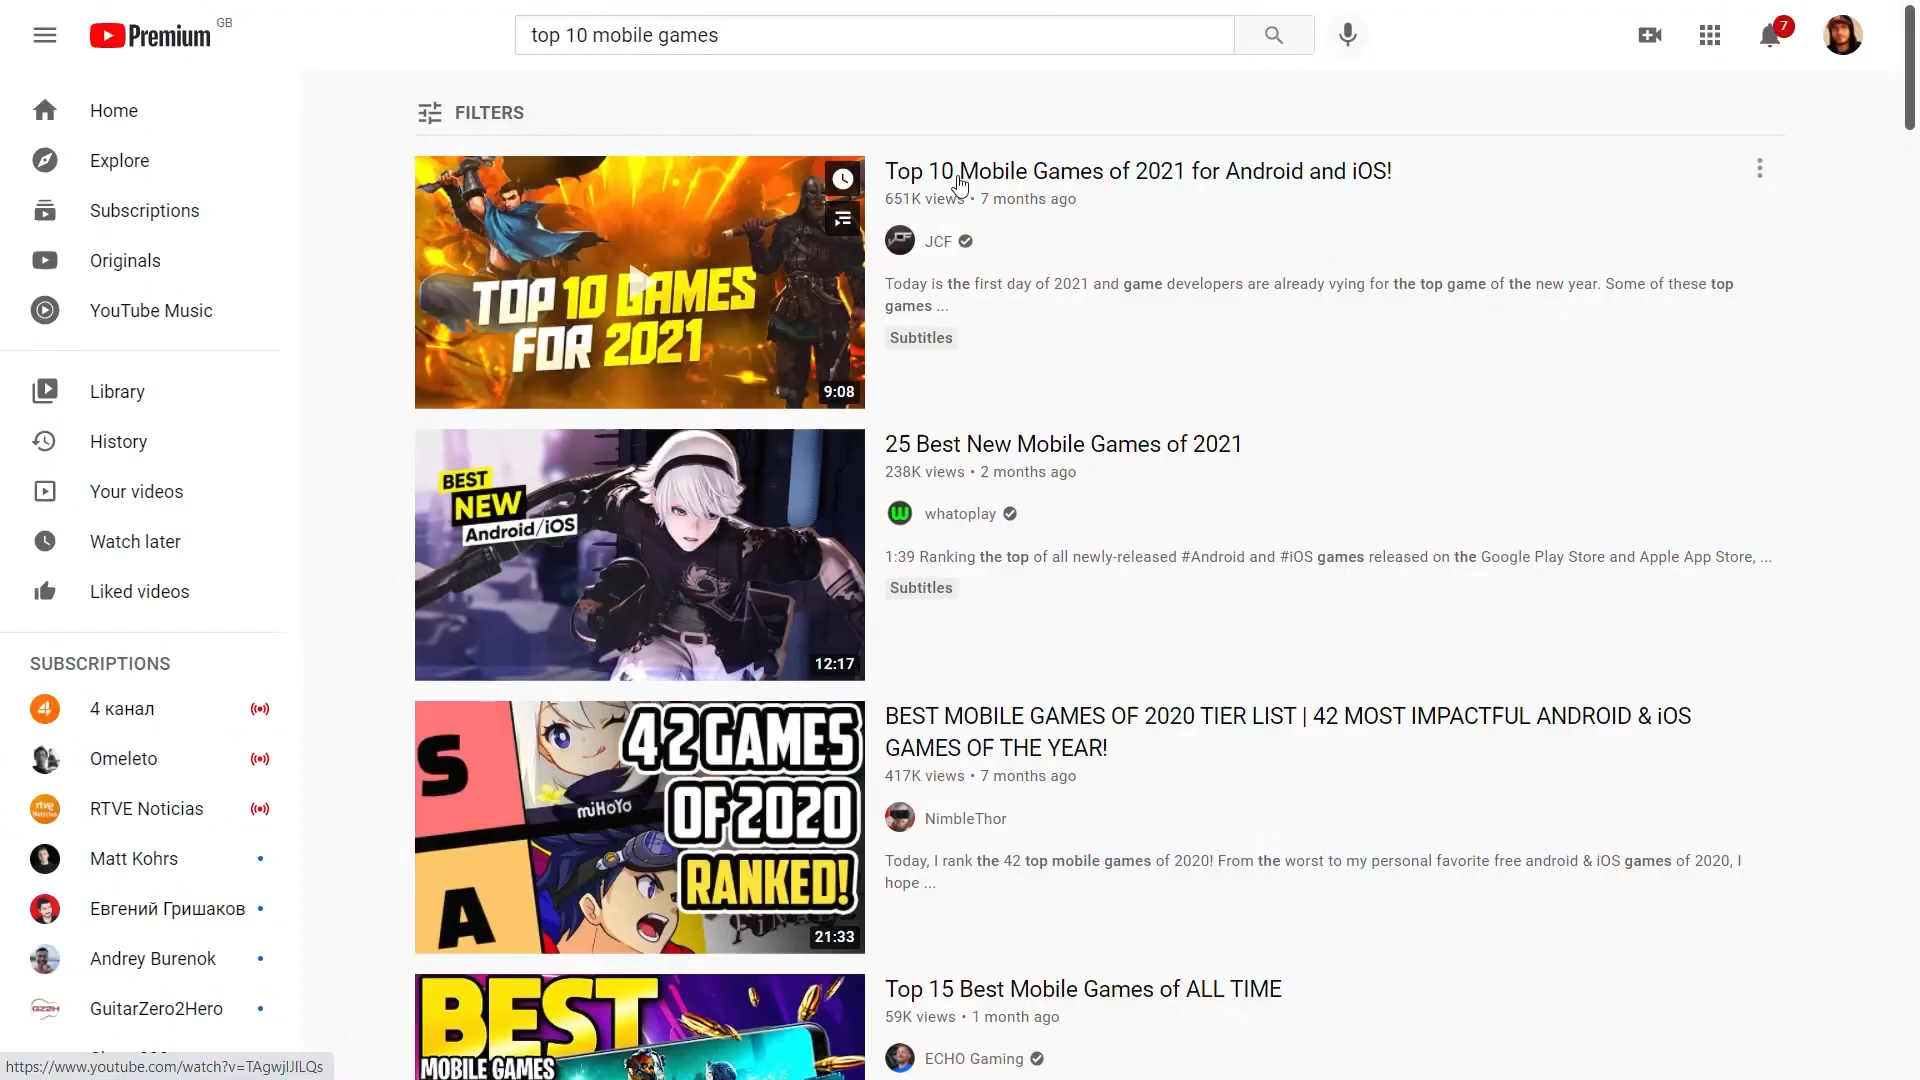 Premium GB
top 10 mobile games
7
Home
Explore
Subscriptions
Originals
YouTube Music
Library
History
Your videos
Watch later
Liked videos
SUBSCRIPTIONS
4 канал
Omeleto
rtve
Noticias
RTVE Noticias
Matt Kohrs
Евгений Гришаков
Andrey Burenok
GZ2H
GuitarZero2Hero
https://www.youtube.com/watch?v=TAgwjIJILQs
FILTERS
TOP 10 GAMES
FOR 2021
9:08
Top 10 Mobile Games of 2021 for Android and iOS!
651K views • 7 months ago
JCF
Today is the first day of 2021 and game developers are already vying for the top game of the new year. Some of these top
games ...
Subtitles
BEST
NEW
Android/iOS
12:17
25 Best New Mobile Games of 2021
238K views • 2 months ago
whatoplay
1:39 Ranking the top of all newly-released #Android and #iOS games released on the Google Play Store and Apple App Store, ...
Subtitles
S
A
42 GAMES
miHoYo
OF 2020
RANKED!
21:33
BEST MOBILE GAMES OF 2020 TIER LIST | 42 MOST IMPACTFUL ANDROID & iOS
GAMES OF THE YEAR!
417K views • 7 months ago
NimbleThor
Today, I rank the 42 top mobile games of 2020! From the worst to my personal favorite free android & iOS games of 2020, I
hope ...
BEST
MOBILE GAMES
Top 15 Best Mobile Games of ALL TIME
59K views • 1 month ago
ECHO Gaming